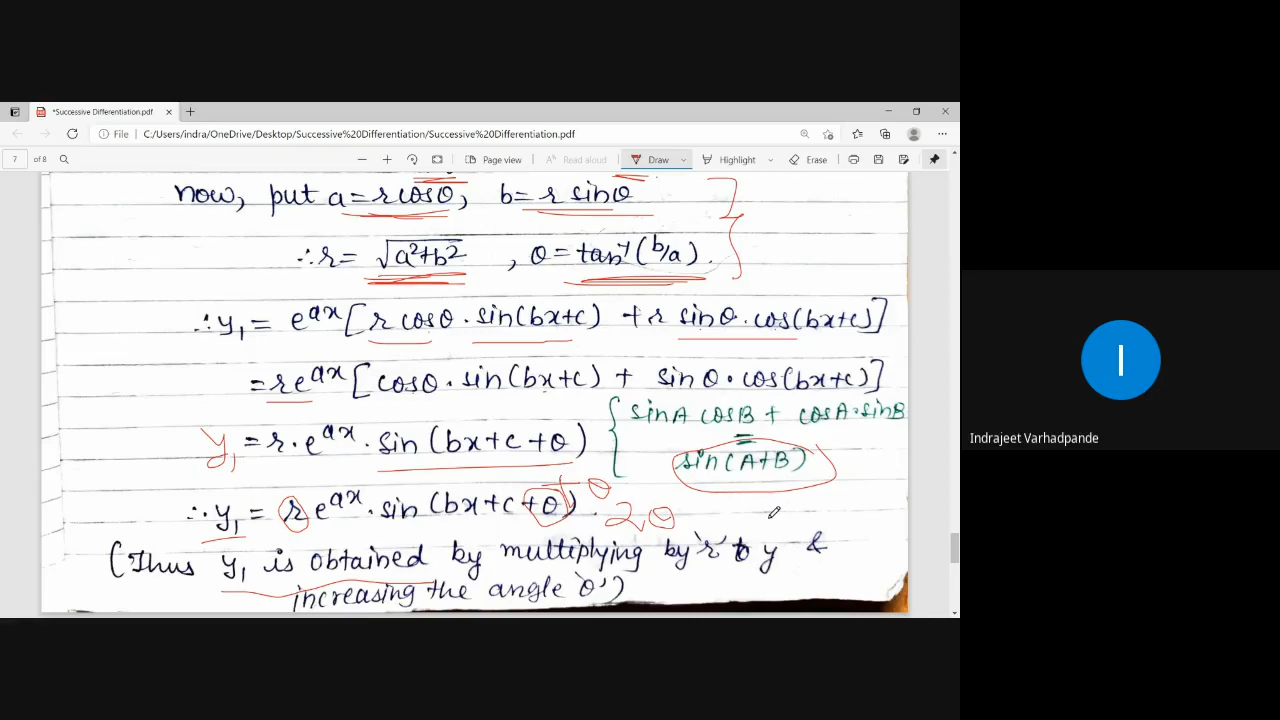 *Successive Differentiation.pdf
File | C:/Users/indra/OneDrive/Desktop/Successive%20Differentiation/Successive%20Differentiation.pdf
7 of 8 Page view Read aloud Draw Highlight Erase
now, put a = r cosθ, b = r sinθ
∴ r = √a²+b² , θ = tan⁻¹(b/a).
∴ y₁ = e^ax [r cosθ · sin(bx+c) + r sinθ · cos(bx+c)]
= re^ax [cosθ · sin(bx+c) + sinθ · cos(bx+c)]
sinA cosB + cosA·sinB
y₁ = r·e^ax · sin(bx+c+θ)
=
sin(A+B)
+θ
∴ y₁ = r e^ax · sin(bx+c+θ).
2θ
(Thus y₁ is obtained by multiplying by 'r' to y &
increasing the angle 'θ')
I
Indrajeet Varhadpande